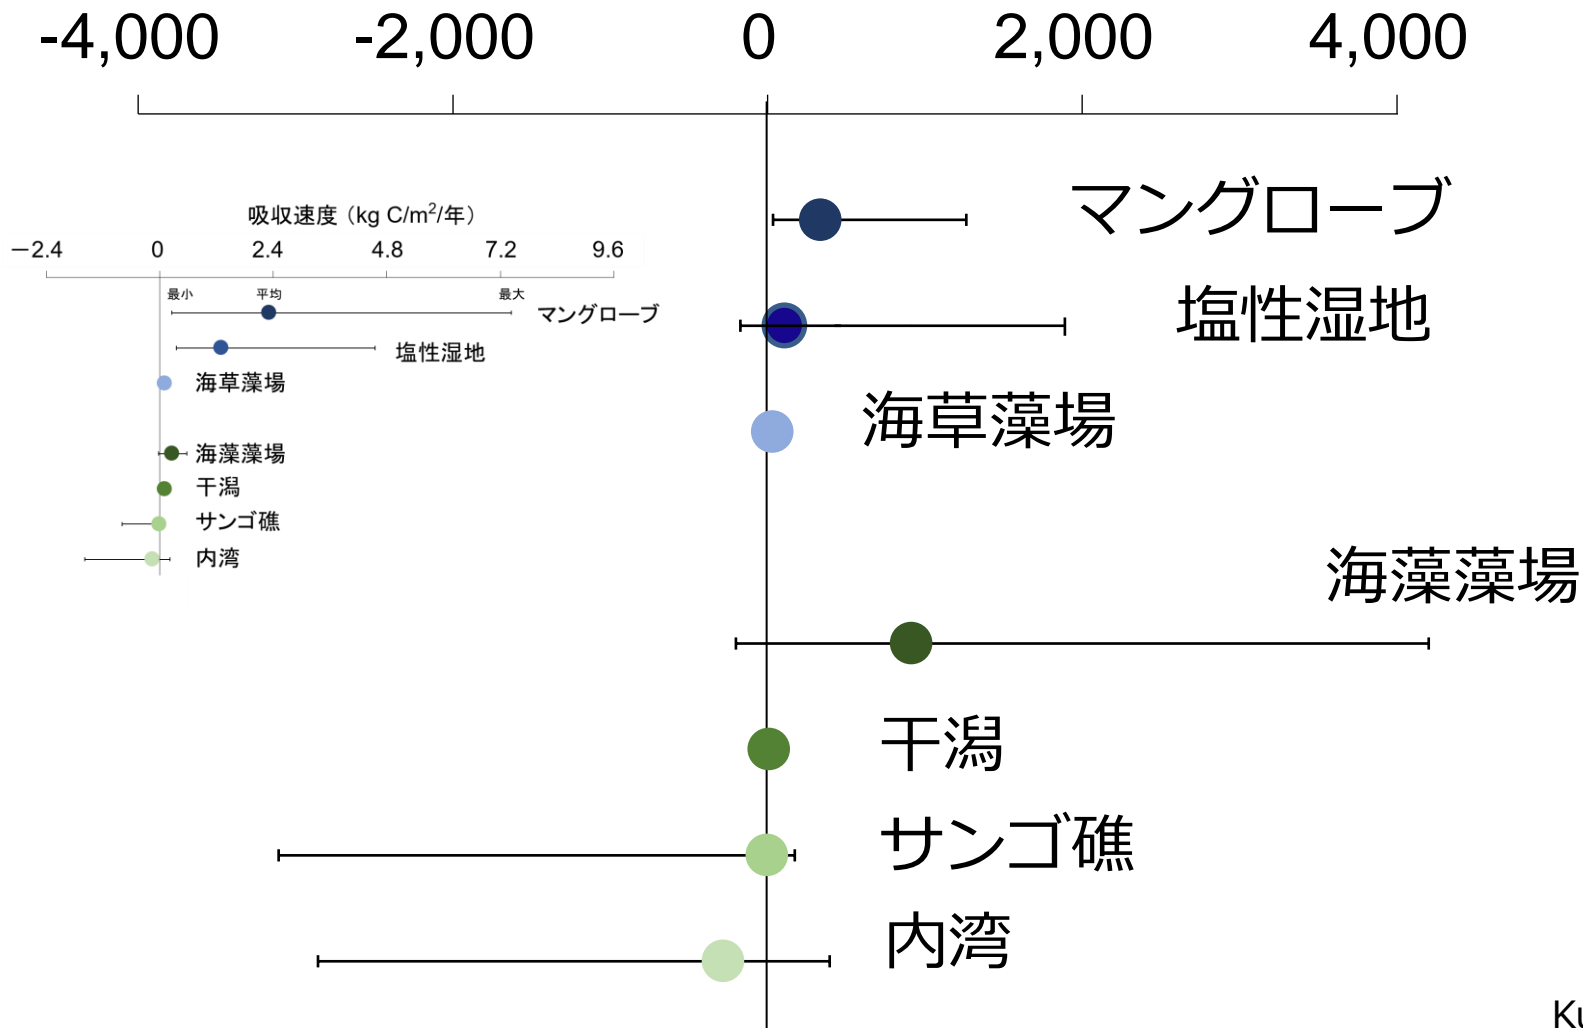 -4,000 -2,000 0 2,000 4,000
マングローブ
吸収速度（kg C/m²/年）
－2.4 0 2.4 4.8 7.2 9.6
最小 平均 最大
マングローブ
塩性湿地
海草藻場
海藻藻場
干潟
サンゴ礁
内湾
塩性湿地
海草藻場
海藻藻場
干潟
サンゴ礁
内湾